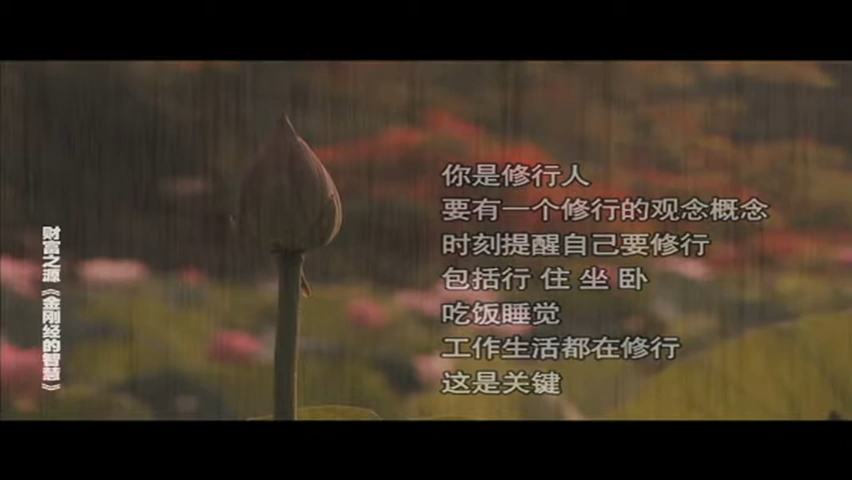 你是修行人
要有一个修行的观念概念
时刻提醒自己要修行
包括行 住 坐 卧
吃饭睡觉
工作生活都在修行
这是关键
财富之源《金刚经的智慧》